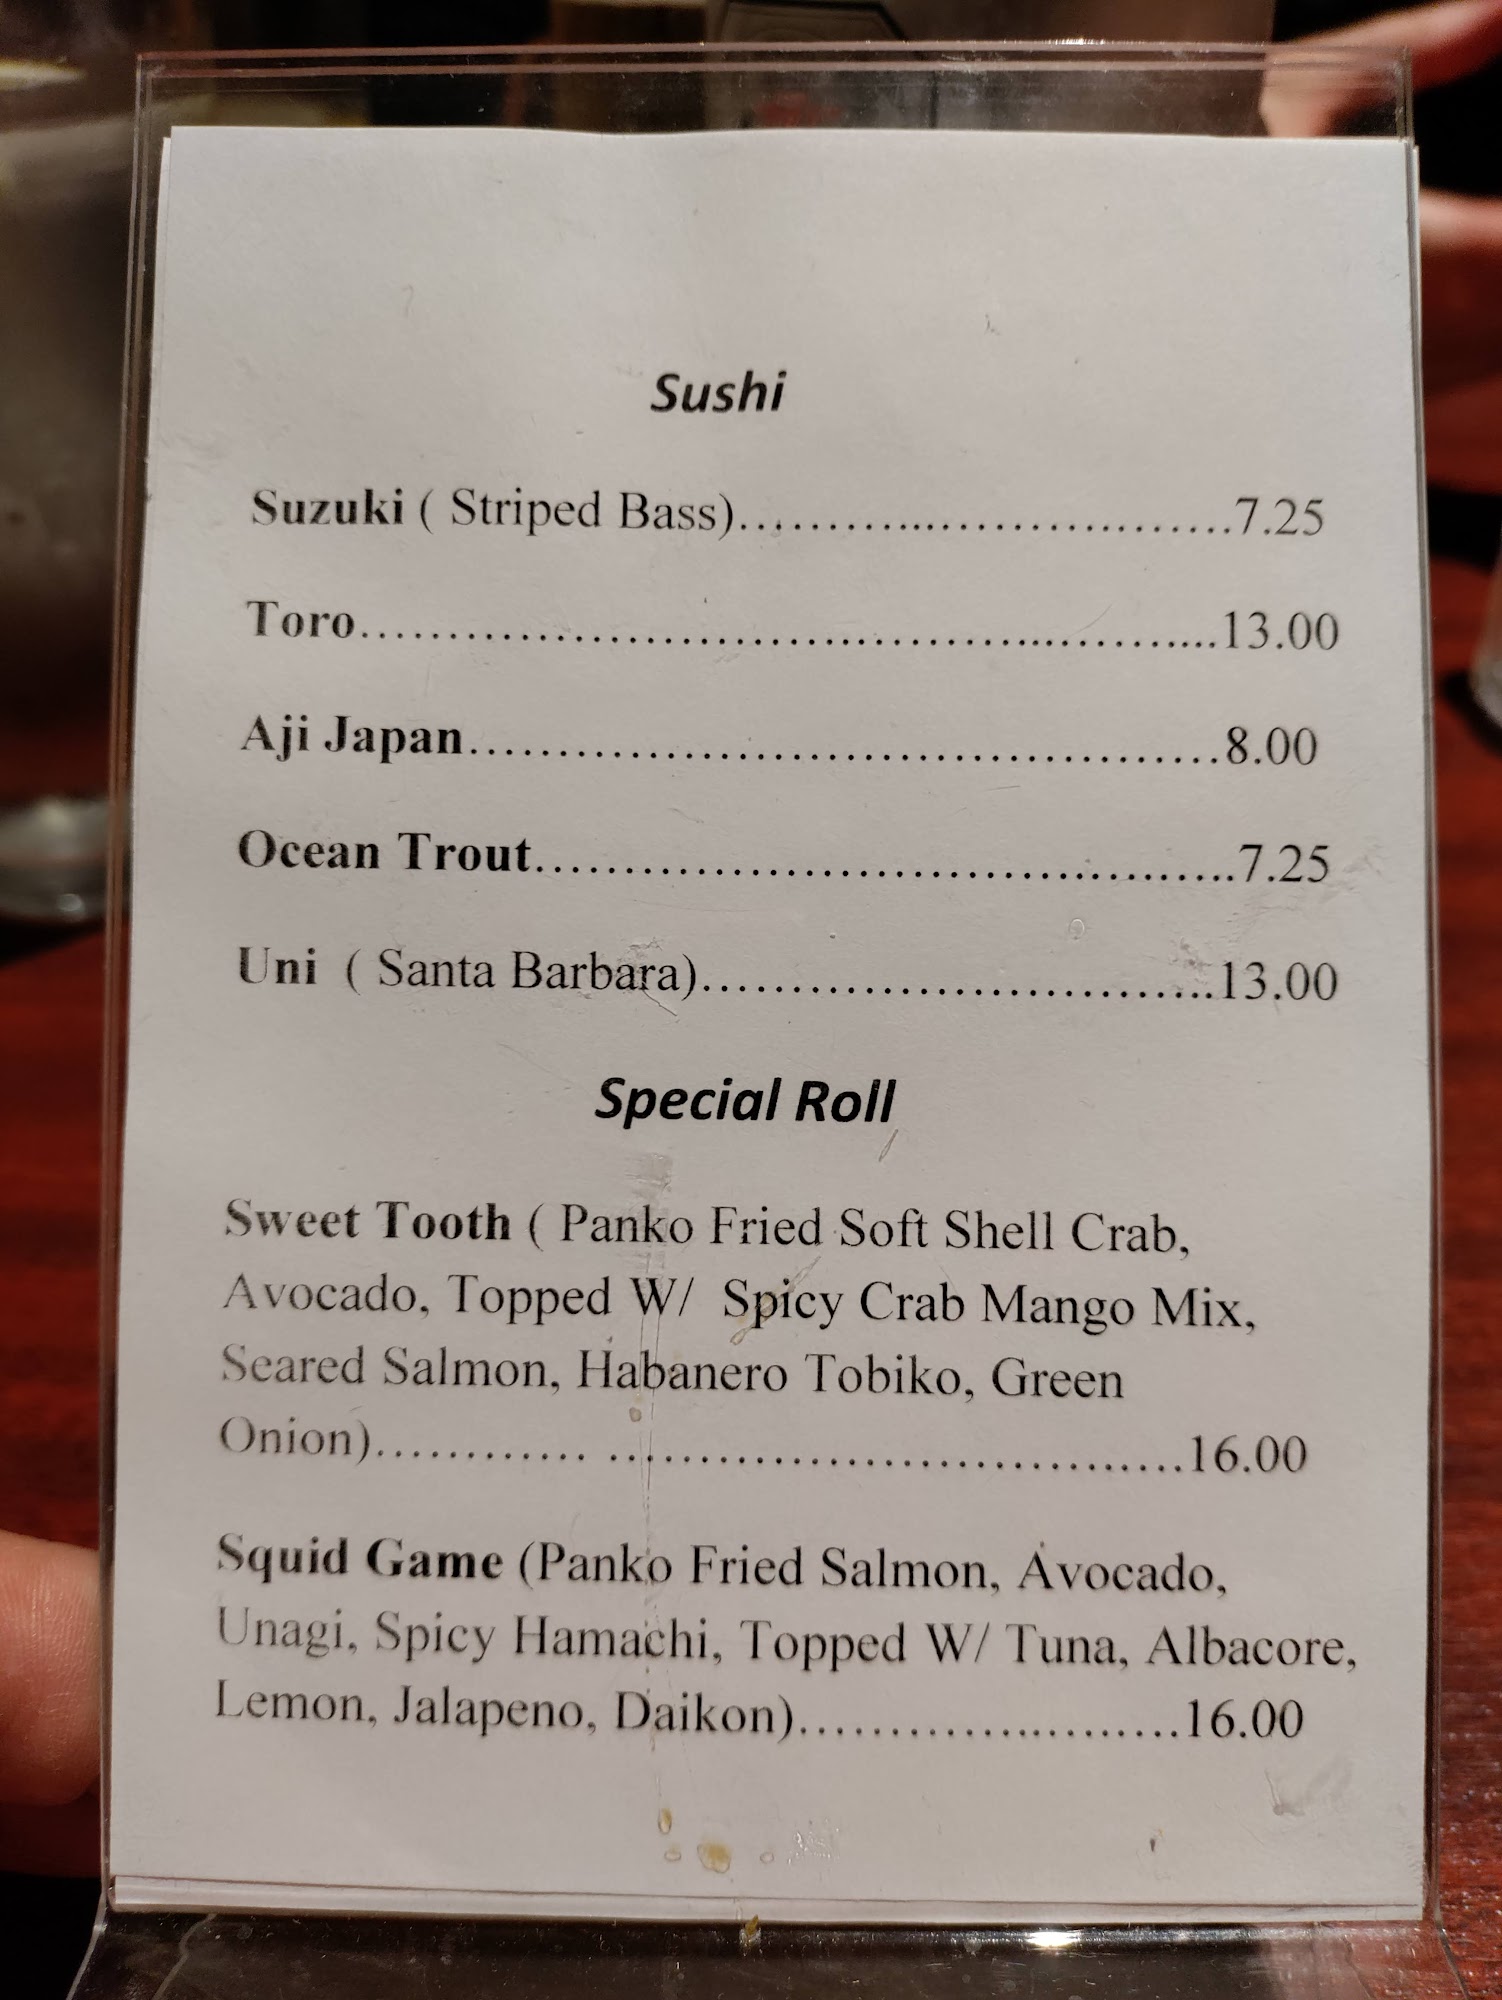 Sushi
Suzuki ( Striped Bass)....................................7.25
Toro..................................................13.00
Aji Japan..........................................8.00
Ocean Trout........................................7.25
Uni ( Santa Barbara)..............................13.00
Special Roll
Sweet Tooth ( Panko Fried Soft Shell Crab,
Avocado, Topped W/ Spicy Crab Mango Mix,
Seared Salmon, Habanero Tobiko, Green
Onion)............ .................................16.00
Squid Game (Panko Fried Salmon, Avocado,
Unagi, Spicy Hamachi, Topped W/ Tuna, Albacore,
Lemon, Jalapeno, Daikon)........................16.00